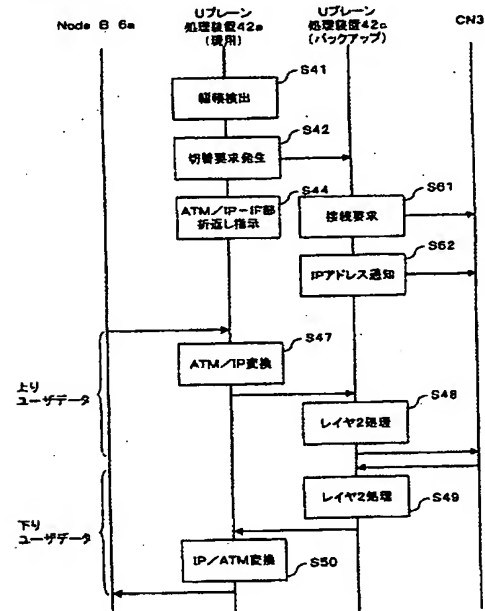 Node B 6a
Uプレーン
処理装置42a
(現用)
Uプレーン
処理装置42c
(バックアップ)
CN3
S41
輻輳検出
S42
切替要求発生
S44
ATM/IP-IF部
折返し指示
S61
接続要求
S62
IPアドレス通知
S47
ATM/IP変換
上り
ユーザデータ
S48
レイヤ2処理
S49
レイヤ2処理
下り
ユーザデータ
S50
IP/ATM変換